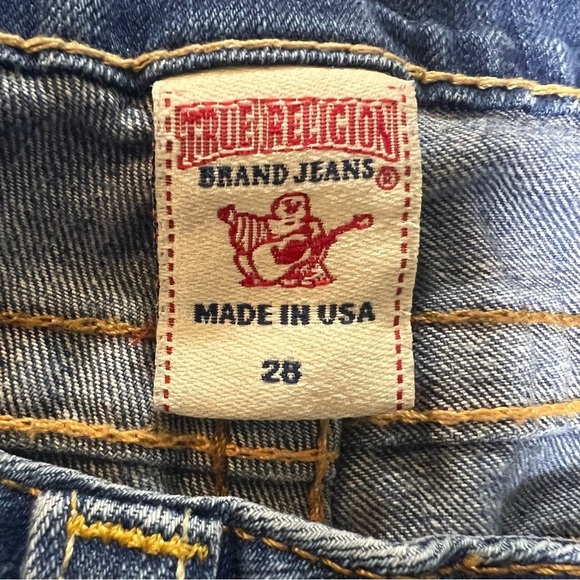 TRUE RELIGION
BRAND JEANS ®
MADE IN USA
28